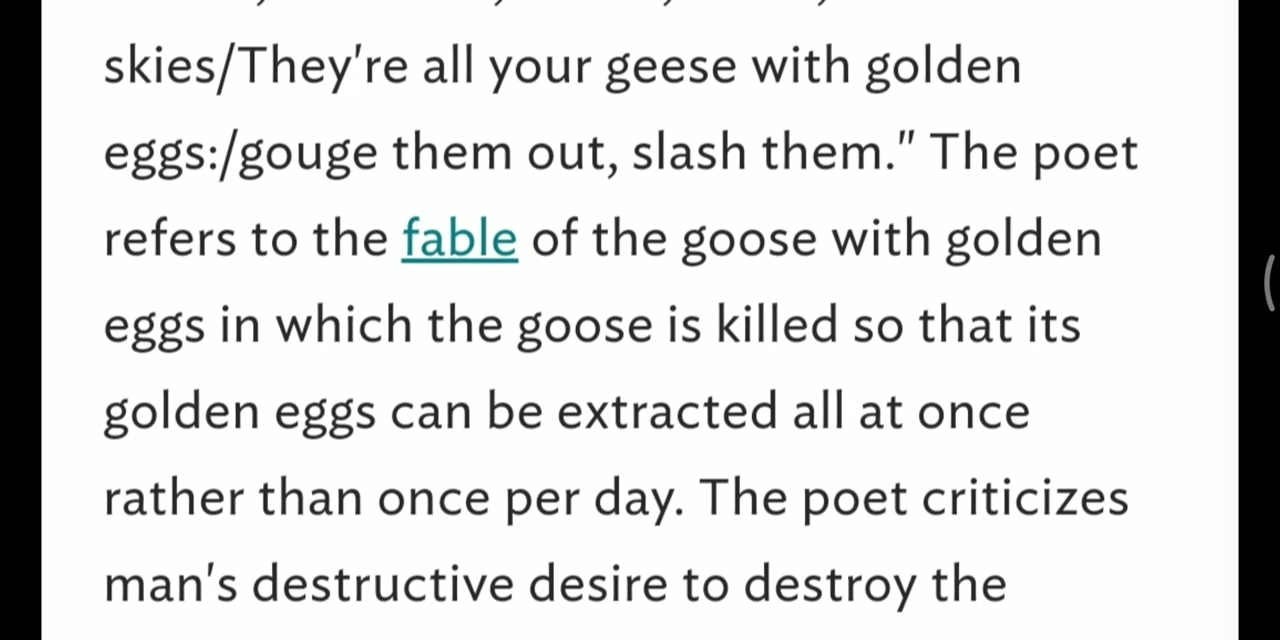 skies/They're all your geese with golden
eggs:/gouge them out, slash them." The poet
refers to the fable of the goose with golden
eggs in which the goose is killed so that its
golden eggs can be extracted all at once
rather than once per day. The poet criticizes
man's destructive desire to destroy the